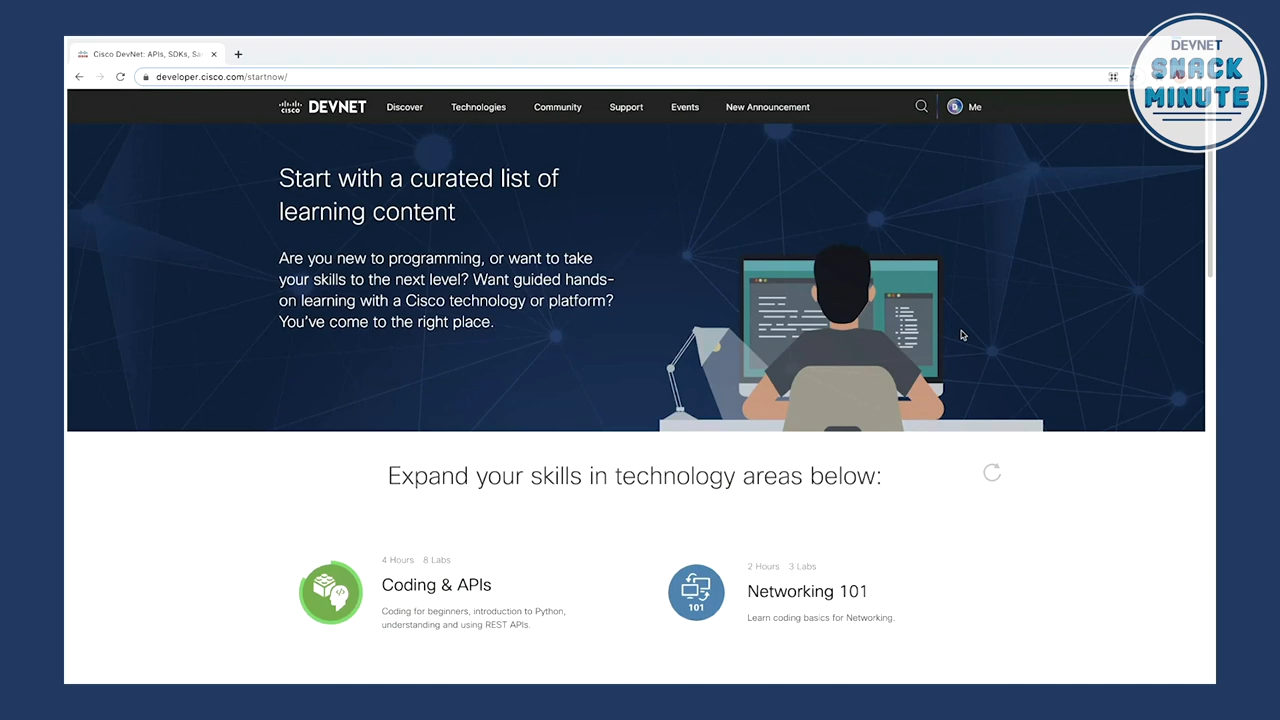 DEVNET
SNACK
MINUTE
Cisco DevNet: APIs, SDKs, Sa
developer.cisco.com/startnow/
CISCO DEVNET Discover Technologies Community Support Events New Announcement D Me
Start with a curated list of
learning content
Are you new to programming, or want to take
your skills to the next level? Want guided hands-
on learning with a Cisco technology or platform?
You've come to the right place.
Expand your skills in technology areas below:
4 Hours 8 Labs
Coding & APIs
Coding for beginners, introduction to Python,
understanding and using REST APIs.
2 Hours 3 Labs
101
Networking 101
Learn coding basics for Networking.